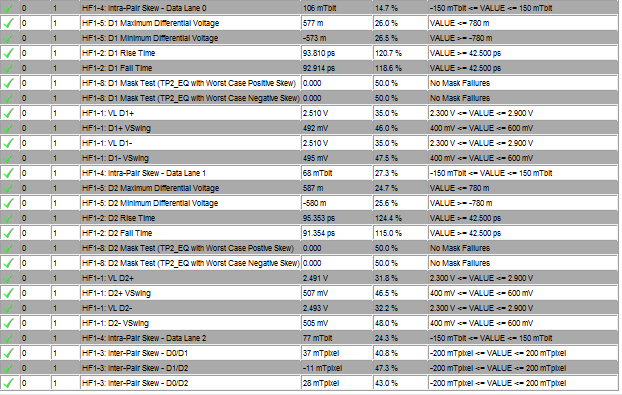 0 1 HF1-4: Intra-Pair Skew - Data Lane 0 106 mTbit 14.7 % -150 mTbit <= VALUE <= 150 mTbit
0 1 HF1-5: D1 Maximum Differential Voltage 577 m 26.0 % VALUE <= 780 m
0 1 HF1-5: D1 Minimum Differential Voltage -573 m 26.5 % VALUE >= -780 m
0 1 HF1-2: D1 Rise Time 93.810 ps 120.7 % VALUE >= 42.500 ps
0 1 HF1-2: D1 Fall Time 92.914 ps 118.6 % VALUE >= 42.500 ps
0 1 HF1-8: D1 Mask Test (TP2_EQ with Worst Case Positive Skew) 0.000 50.0 % No Mask Failures
0 1 HF1-8: D1 Mask Test (TP2_EQ with Worst Case Negative Skew) 0.000 50.0 % No Mask Failures
0 1 HF1-1: VL D1+ 2.510 V 35.0 % 2.300 V <= VALUE <= 2.900 V
0 1 HF1-1: D1+ VSwing 492 mV 46.0 % 400 mV <= VALUE <= 600 mV
0 1 HF1-1: VL D1- 2.510 V 35.0 % 2.300 V <= VALUE <= 2.900 V
0 1 HF1-1: D1- VSwing 495 mV 47.5 % 400 mV <= VALUE <= 600 mV
0 1 HF1-4: Intra-Pair Skew - Data Lane 1 68 mTbit 27.3 % -150 mTbit <= VALUE <= 150 mTbit
0 1 HF1-5: D2 Maximum Differential Voltage 587 m 24.7 % VALUE <= 780 m
0 1 HF1-5: D2 Minimum Differential Voltage -580 m 25.6 % VALUE >= -780 m
0 1 HF1-2: D2 Rise Time 95.353 ps 124.4 % VALUE >= 42.500 ps
0 1 HF1-2: D2 Fall Time 91.354 ps 115.0 % VALUE >= 42.500 ps
0 1 HF1-8: D2 Mask Test (TP2_EQ with Worst Case Postive Skew) 0.000 50.0 % No Mask Failures
0 1 HF1-8: D2 Mask Test (TP2_EQ with Worst Case Negative Skew) 0.000 50.0 % No Mask Failures
0 1 HF1-1: VL D2+ 2.491 V 31.8 % 2.300 V <= VALUE <= 2.900 V
0 1 HF1-1: D2+ VSwing 507 mV 46.5 % 400 mV <= VALUE <= 600 mV
0 1 HF1-1: VL D2- 2.493 V 32.2 % 2.300 V <= VALUE <= 2.900 V
0 1 HF1-1: D2- VSwing 505 mV 48.0 % 400 mV <= VALUE <= 600 mV
0 1 HF1-4: Intra-Pair Skew - Data Lane 2 77 mTbit 24.3 % -150 mTbit <= VALUE <= 150 mTbit
0 1 HF1-3: Inter-Pair Skew - D0/D1 37 mTpixel 40.8 % -200 mTpixel <= VALUE <= 200 mTpixel
0 1 HF1-3: Inter-Pair Skew - D1/D2 -11 mTpixel 47.3 % -200 mTpixel <= VALUE <= 200 mTpixel
0 1 HF1-3: Inter-Pair Skew - D0/D2 28 mTpixel 43.0 % -200 mTpixel <= VALUE <= 200 mTpixel